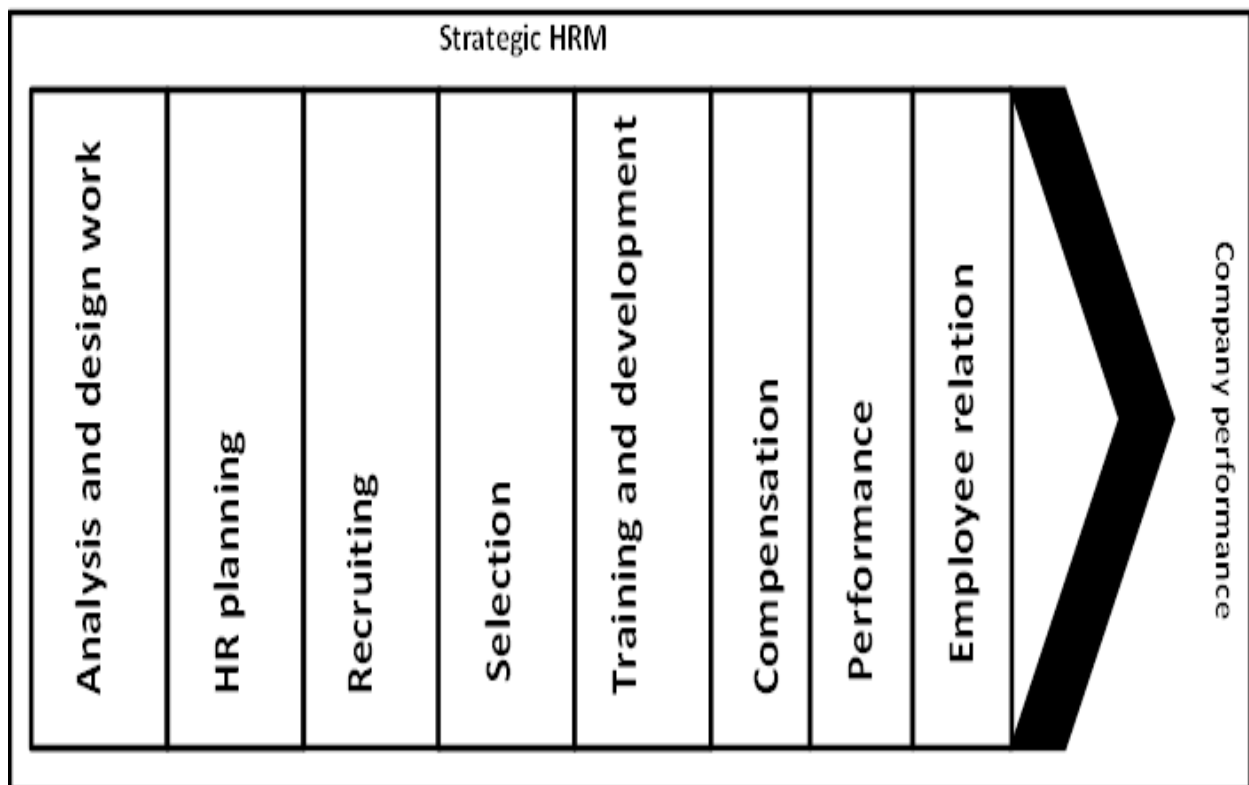 Strategic HRM
Analysis and design work
HR planning
Recruiting
Selection
Training and development
Compensation
Performance
Employee relation
Company performance